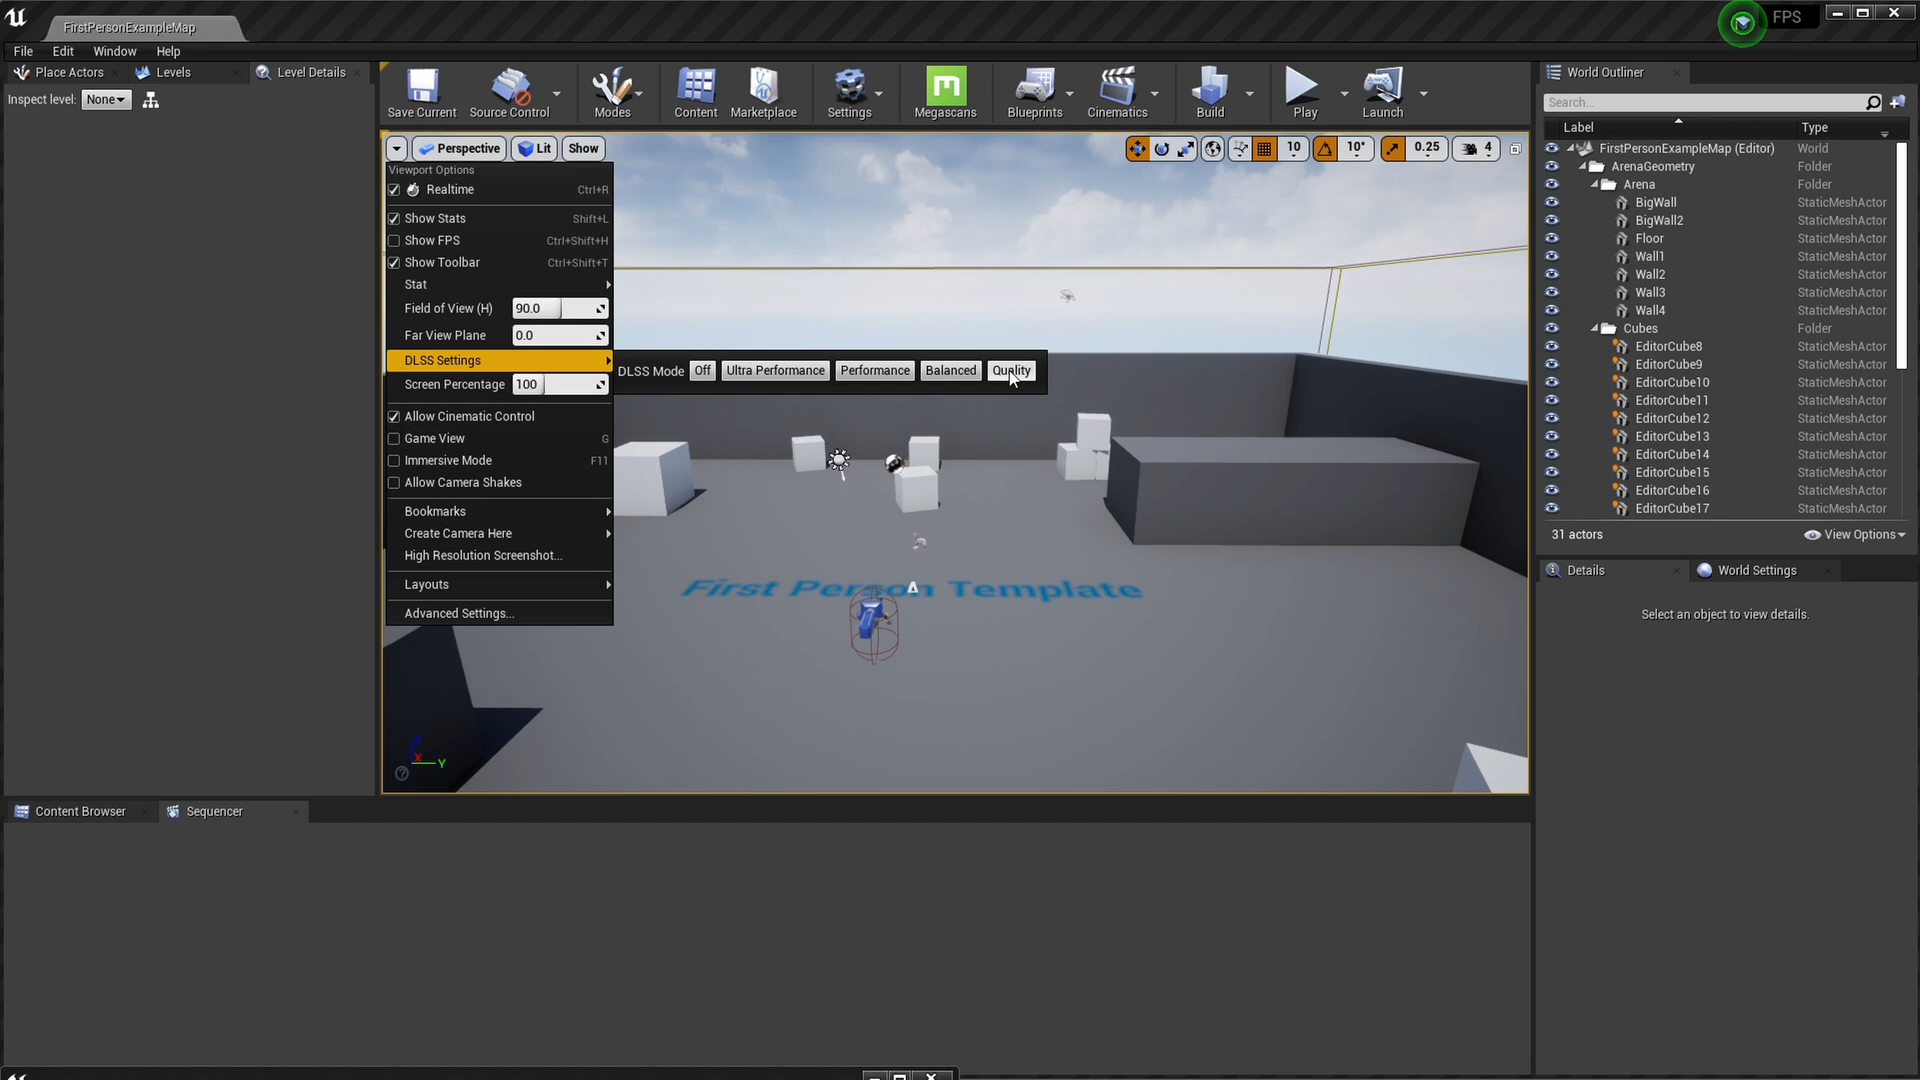 FirstPersonExampleMap
FPS
File Edit Window Help
Place Actors Levels Level Details
Inspect level: None
Save Current Source Control Modes Content Marketplace Settings Megascans Blueprints Cinematics Build Play Launch
Perspective Lit Show
10 10° 0.25 4
Viewport Options
Realtime Ctrl+R
Show Stats Shift+L
Show FPS Ctrl+Shift+H
Show Toolbar Ctrl+Shift+T
Stat
Field of View (H) 90.0
Far View Plane 0.0
DLSS Settings
DLSS Mode Off Ultra Performance Performance Balanced Quality
Screen Percentage 100
Allow Cinematic Control
Game View G
Immersive Mode F11
Allow Camera Shakes
Bookmarks
Create Camera Here
High Resolution Screenshot...
Layouts
Advanced Settings...
First Person Template
X Y
World Outliner
Search...
Label Type
FirstPersonExampleMap (Editor) World
ArenaGeometry Folder
Arena Folder
BigWall StaticMeshActor
BigWall2 StaticMeshActor
Floor StaticMeshActor
Wall1 StaticMeshActor
Wall2 StaticMeshActor
Wall3 StaticMeshActor
Wall4 StaticMeshActor
Cubes Folder
EditorCube8 StaticMeshActor
EditorCube9 StaticMeshActor
EditorCube10 StaticMeshActor
EditorCube11 StaticMeshActor
EditorCube12 StaticMeshActor
EditorCube13 StaticMeshActor
EditorCube14 StaticMeshActor
EditorCube15 StaticMeshActor
EditorCube16 StaticMeshActor
EditorCube17 StaticMeshActor
31 actors View Options
Details World Settings
Select an object to view details.
Content Browser Sequencer